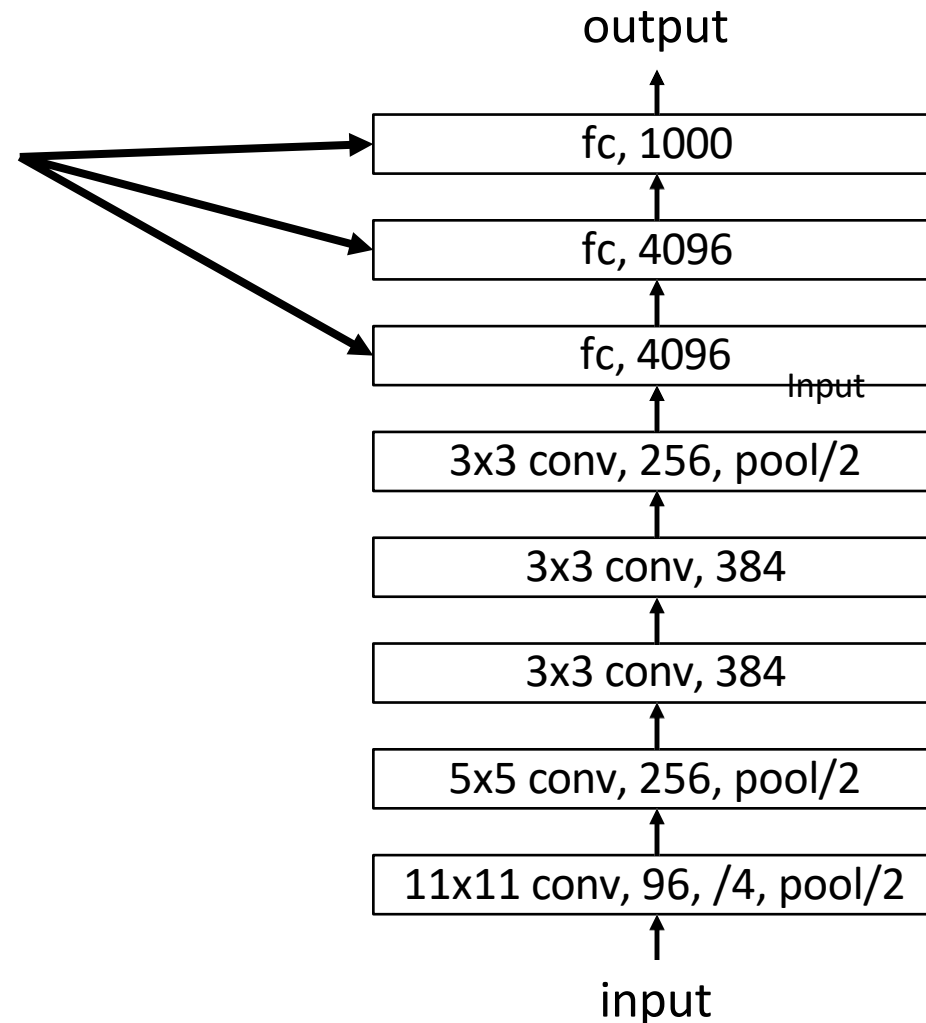 output
fc, 1000
fc, 4096
fc, 4096
Input
3x3 conv, 256, pool/2
3x3 conv, 384
3x3 conv, 384
5x5 conv, 256, pool/2
11x11 conv, 96, /4, pool/2
input